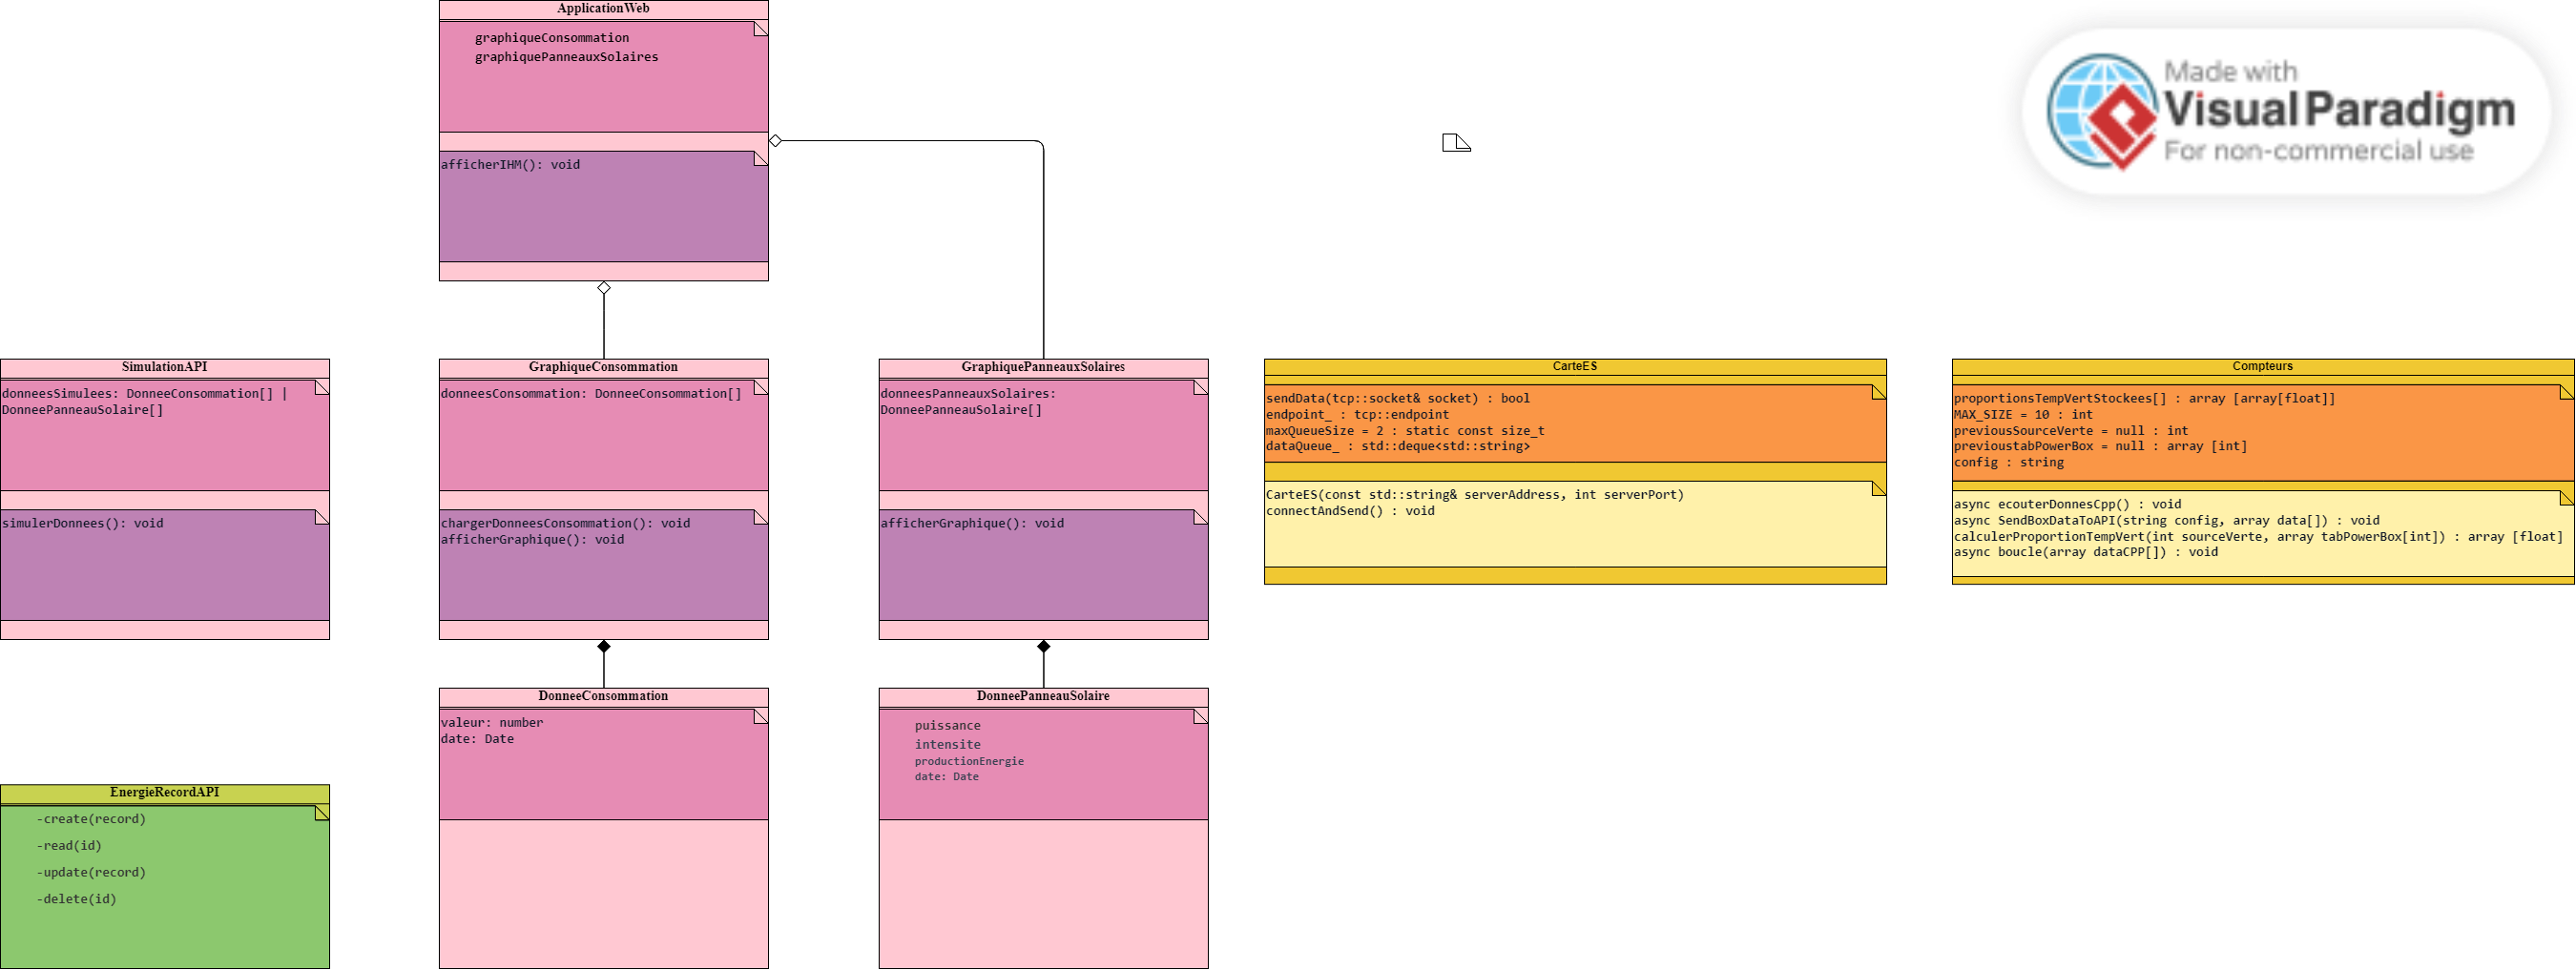 ApplicationWeb
graphiqueConsommation
graphiquePanneauxSolaires
afficherIHM(): void
Made with
Visual Paradigm
For non-commercial use
SimulationAPI
donneesSimulees: DonneeConsommation[] |
DonneePanneauSolaire[]
simulerDonnees(): void
GraphiqueConsommation
donneesConsommation: DonneeConsommation[]
chargerDonneesConsommation(): void
afficherGraphique(): void
GraphiquePanneauxSolaires
donneesPanneauxSolaires:
DonneePanneauSolaire[]
afficherGraphique(): void
CarteES
sendData(tcp::socket& socket) : bool
endpoint_ : tcp::endpoint
maxQueueSize = 2 : static const size_t
dataQueue_ : std::deque<std::string>
CarteES(const std::string& serverAddress, int serverPort)
connectAndSend() : void
Compteurs
proportionsTempVertStockees[] : array [array[float]]
MAX_SIZE = 10 : int
previousSourceVerte = null : int
previoustabPowerBox = null : array [int]
config : string
async ecouterDonnesCpp() : void
async SendBoxDataToAPI(string config, array data[]) : void
calculerProportionTempVert(int sourceVerte, array tabPowerBox[int]) : array [float]
async boucle(array dataCPP[]) : void
DonneeConsommation
valeur: number
date: Date
DonneePanneauSolaire
puissance
intensite
productionEnergie
date: Date
EnergieRecordAPI
-create(record)
-read(id)
-update(record)
-delete(id)